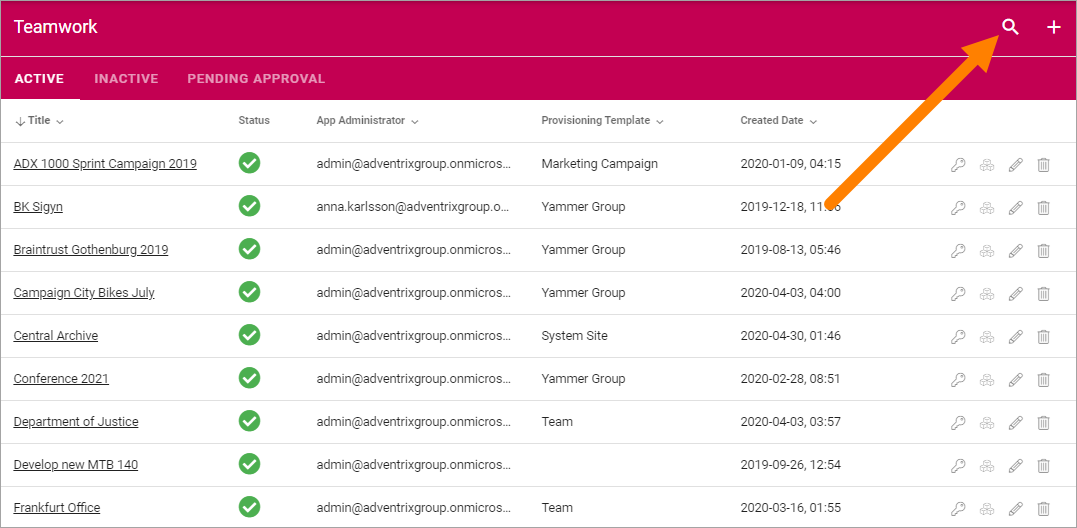 Teamwork
ACTIVE INACTIVE PENDING APPROVAL
Title Status App Administrator Provisioning Template Created Date
ADX 1000 Sprint Campaign 2019 admin@adventrixgroup.onmicros... Marketing Campaign 2020-01-09, 04:15
BK Sigyn anna.karlsson@adventrixgroup.o... Yammer Group 2019-12-18,
Braintrust Gothenburg 2019 admin@adventrixgroup.onmicros... Yammer Group 2019-08-13, 05:46
Campaign City Bikes July admin@adventrixgroup.onmicros... Yammer Group 2020-04-03, 04:00
Central Archive admin@adventrixgroup.onmicros... System Site 2020-04-30, 01:46
Conference 2021 admin@adventrixgroup.onmicros... Yammer Group 2020-02-28, 08:51
Department of Justice admin@adventrixgroup.onmicros... Team 2020-04-03, 03:57
Develop new MTB 140 admin@adventrixgroup.onmicros... 2019-09-26, 12:54
Frankfurt Office admin@adventrixgroup.onmicros... Team 2020-03-16, 01:55